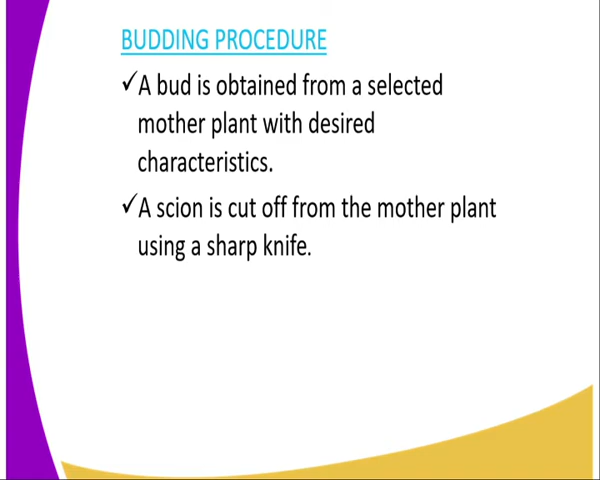 BUDDING PROCEDURE
✓A bud is obtained from a selected
mother plant with desired
characteristics.
✓A scion is cut off from the mother plant
using a sharp knife.